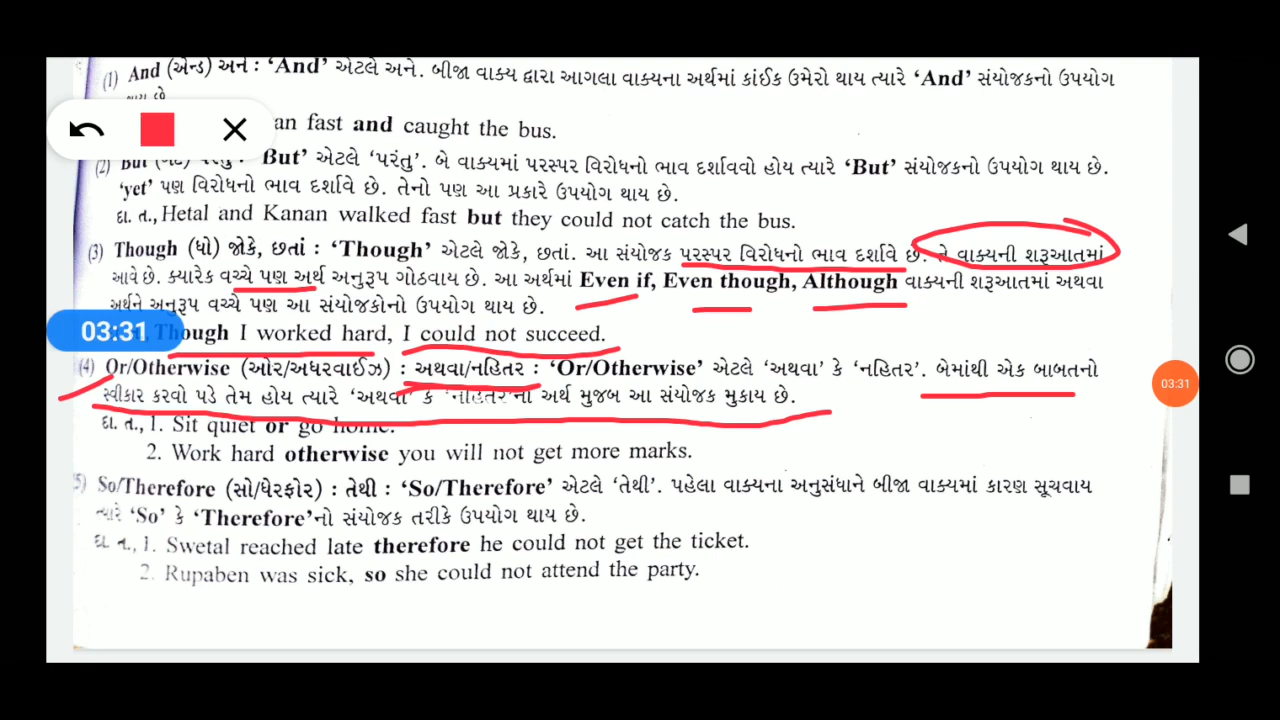 (1) And (એન્ડ) અને : ‘And’ એટલે અને. બીજા વાક્ય દ્વારા આગલા વાક્યના અર્થમાં કાંઈક ઉમેરો થાય ત્યારે ‘And’ સંયોજકનો ઉપયોગ
થાય છે
an fast and caught the bus.
(2) But પરંતુ : But’ એટલે ‘પરંતુ’. બે વાક્યમાં પરસ્પર વિરોધનો ભાવ દર્શાવવો હોય ત્યારે ‘But’ સંયોજકનો ઉપયોગ થાય છે.
‘yet’ પણ વિરોધનો ભાવ દર્શાવે છે. તેનો પણ આ પ્રકારે ઉપયોગ થાય છે.
દા. ત., Hetal and Kanan walked fast but they could not catch the bus.
(3) Though (ધો) જોકે, છતાં : ‘Though’ એટલે જોકે, છતાં. આ સંયોજક પરસ્પર વિરોધનો ભાવ દર્શાવે છે. તે વાક્યની શરૂઆતમાં
આવે છે. ક્યારેક વચ્ચે પણ અર્થ અનુરૂપ ગોઠવાય છે. આ અર્થમાં Even if, Even though, Although વાક્યની શરૂઆતમાં અથવા
અર્થને અનુરૂપ વચ્ચે પણ આ સંયોજકોનો ઉપયોગ થાય છે.
03:31
Though I worked hard, I could not succeed.
(4) Or/Otherwise (ઓર/અધરવાઈઝ) : અથવા/નહિતર : ‘Or/Otherwise’ એટલે ‘અથવા’ કે ‘નહિતર’. બેમાંથી એક બાબતનો
03:31
સ્વીકાર કરવો પડે તેમ હોય ત્યારે ‘અથવા’ કે ‘નહિતર’ના અર્થ મુજબ આ સંયોજક મુકાય છે.
દા. ત., 1. Sit quiet or go home.
2. Work hard otherwise you will not get more marks.
5) So/Therefore (સો/ધેરફોર) : તેથી : ‘So/Therefore’ એટલે ‘તેથી’. પહેલા વાક્યના અનુસંધાને બીજા વાક્યમાં કારણ સૂચવાય
ત્યારે ‘So’ કે ‘Therefore’નો સંયોજક તરીકે ઉપયોગ થાય છે.
દા. ત., 1. Swetal reached late therefore he could not get the ticket.
2. Rupaben was sick, so she could not attend the party.